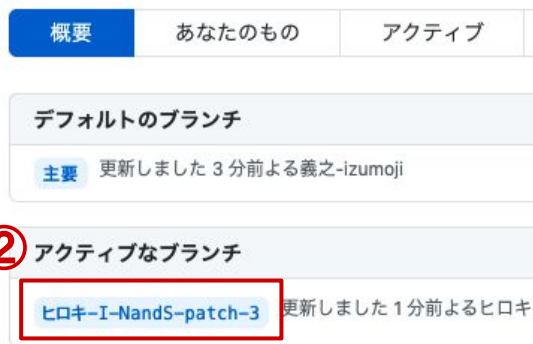 概要 あなたのもの アクティブ
デフォルトのブランチ
主要 更新しました 3 分前よる義之-izumoji
② アクティブなブランチ
ヒロキ-I-NandS-patch-3 更新しました 1 分前よるヒロキ